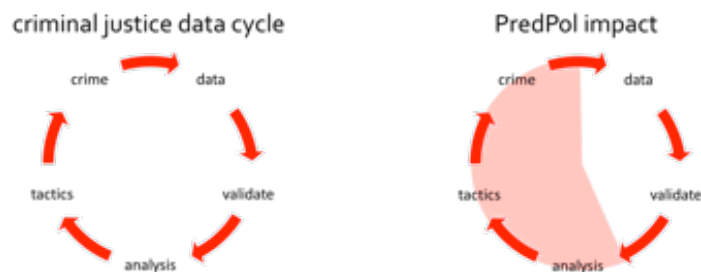 criminal justice data cycle
crime
data
validate
analysis
tactics
PredPol impact
crime
data
validate
analysis
tactics